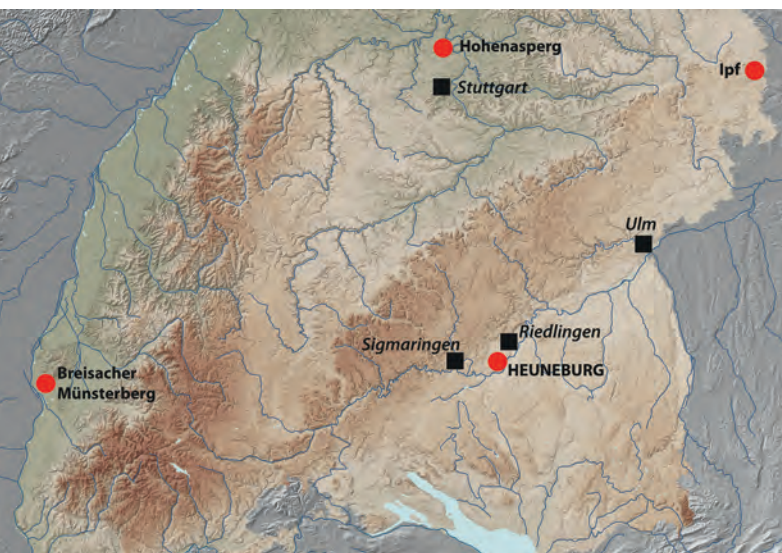 Hohenasperg
Ipf
Stuttgart
Ulm
Riedlingen
Sigmaringen
HEUNEBURG
Breisacher
Münsterberg